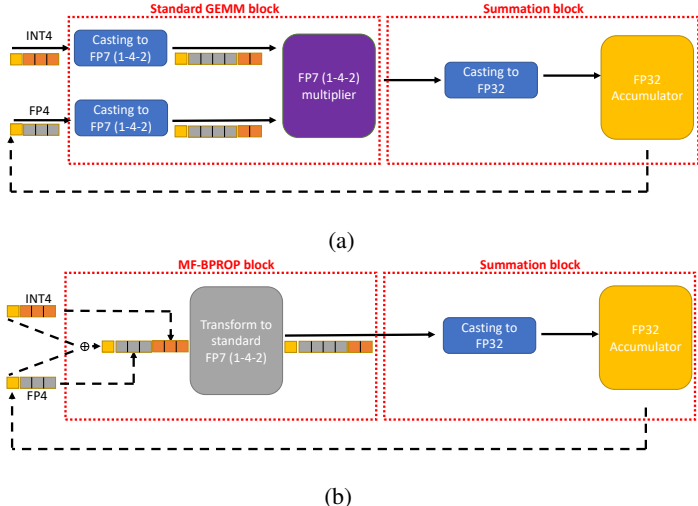 Standard GEMM block
Summation block
INT4
Casting to
FP7 (1-4-2)
FP7 (1-4-2)
multiplier
Casting to
FP32
FP32
Accumulator
FP4
Casting to
FP7 (1-4-2)
(a)
MF-BPROP block
Summation block
INT4
Transform to
standard
FP7 (1-4-2)
Casting to
FP32
FP32
Accumulator
⊕
FP4
(b)